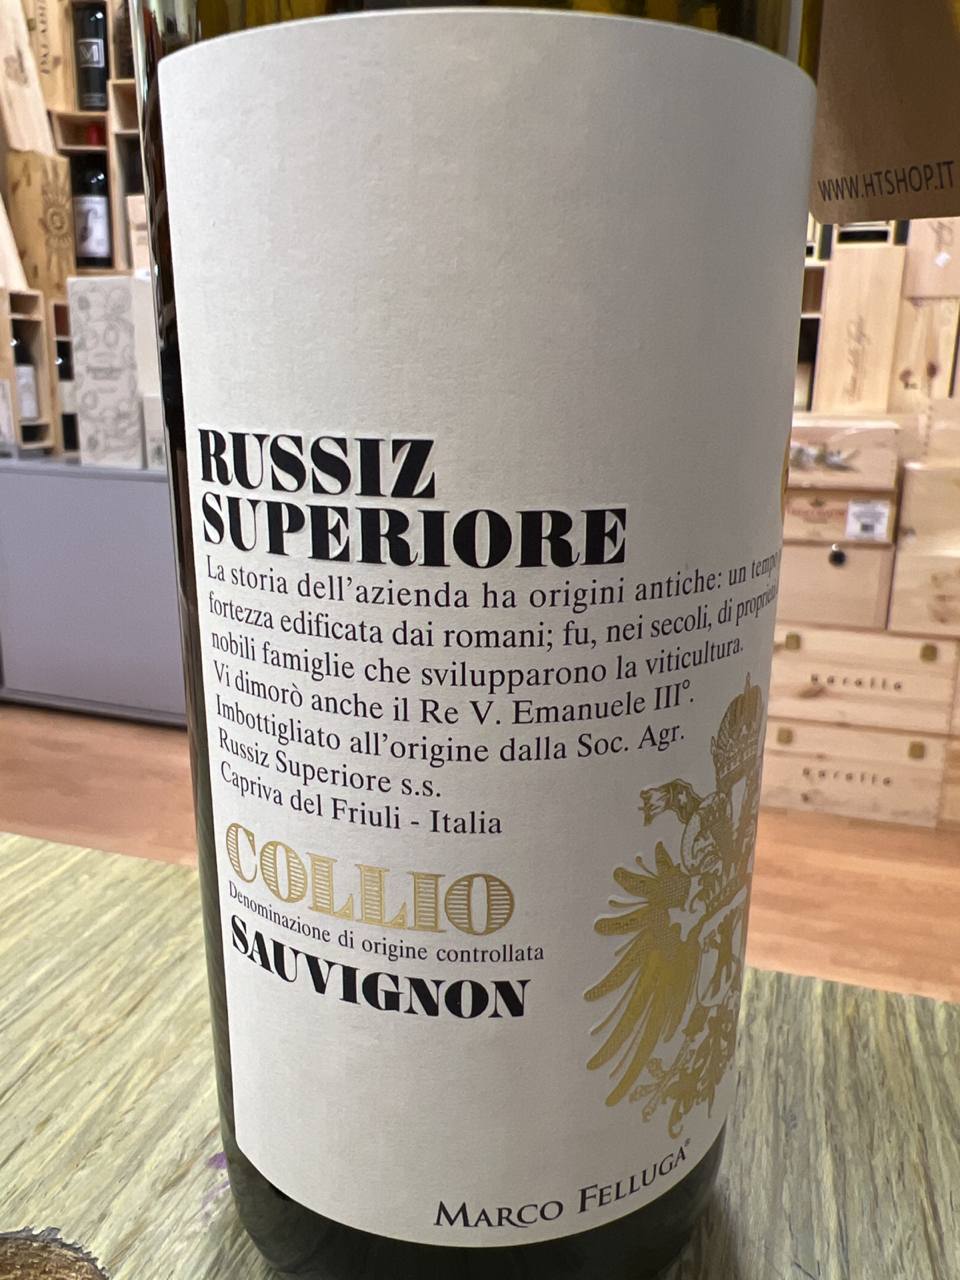 WWW.HTSHOP.IT
RUSSIZ
SUPERIORE
La storia dell'azienda ha origini antiche: un tempo
fortezza edificata dai romani; fu, nei secoli, di proprietà
nobili famiglie che svilupparono la viticultura.
Vi dimorò anche il Re V. Emanuele III°.
Imbottigliato all'origine dalla Soc. Agr.
Russiz Superiore s.s.
Capriva del Friuli - Italia
COLLIO
Denominazione di origine controllata
SAUVIGNON
MARCO FELLUGA®